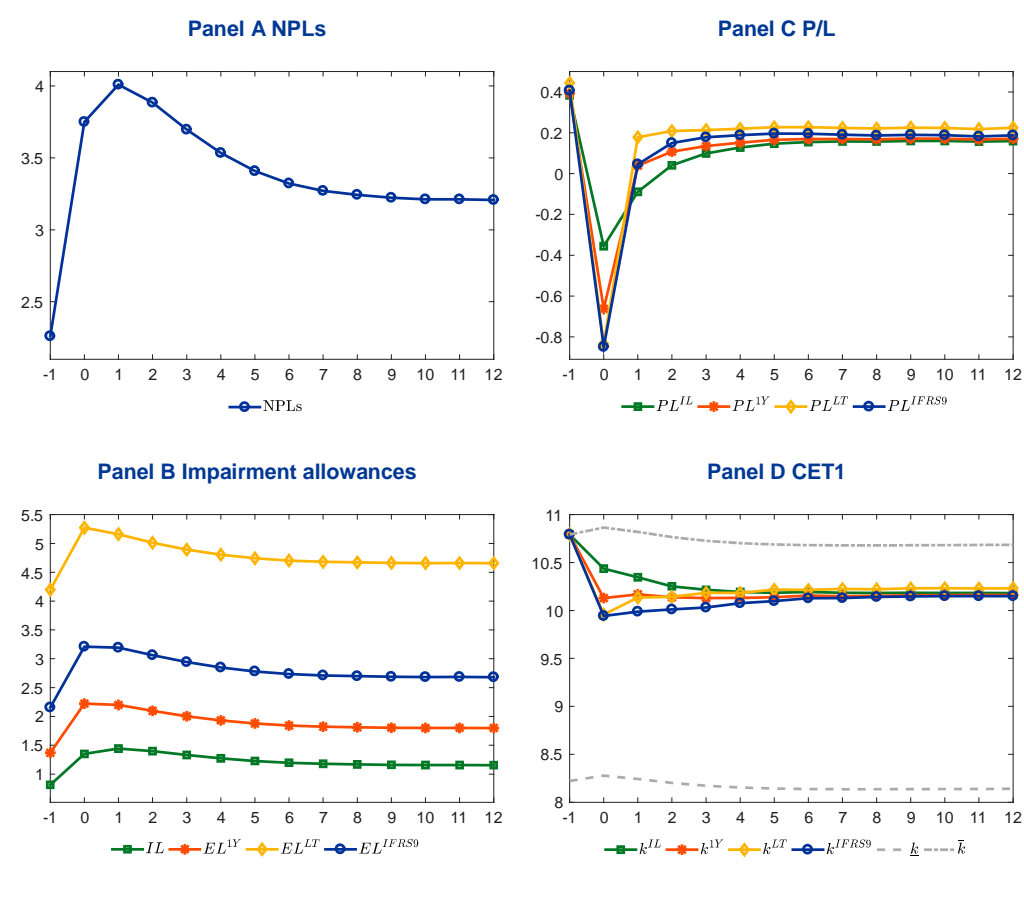 Panel A NPLs
4
3.5
3
2.5
-1 0 1 2 3 4 5 6 7 8 9 10 11 12
NPLs
Panel C P/L
0.4
0.2
0
-0.2
-0.4
-0.6
-0.8
-1 0 1 2 3 4 5 6 7 8 9 10 11 12
PL^IL PL^1Y PL^LT PL^IFRS9
Panel B Impairment allowances
5.5
5
4.5
4
3.5
3
2.5
2
1.5
1
-1 0 1 2 3 4 5 6 7 8 9 10 11 12
IL EL^1Y EL^LT EL^IFRS9
Panel D CET1
11
10.5
10
9.5
9
8.5
8
-1 0 1 2 3 4 5 6 7 8 9 10 11 12
k^IL k^1Y k^LT k^IFRS9 k̲ k̄